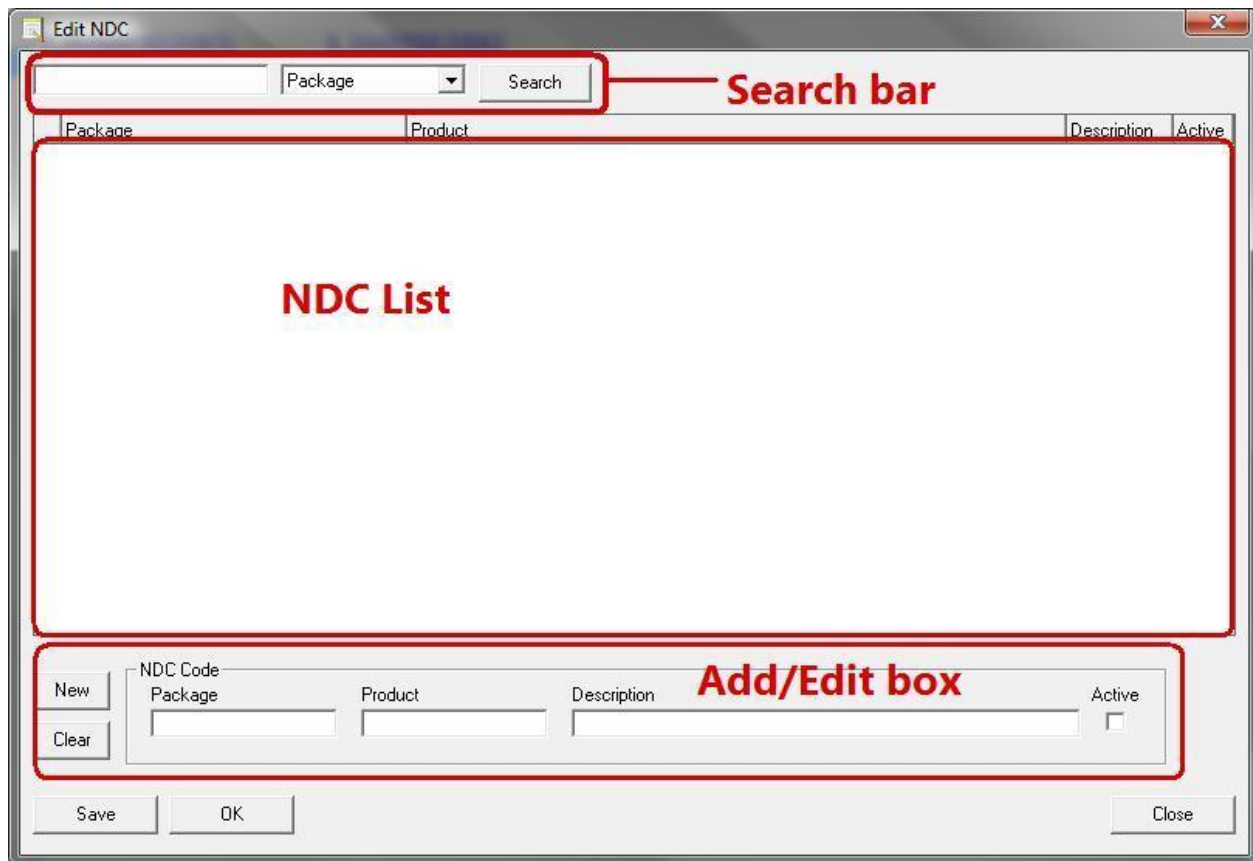 Edit NDC
Package Search Search bar
Package Product Description Active
NDC List
NDC Code
New Package Product Description Add/Edit box Active
Clear
Save OK Close